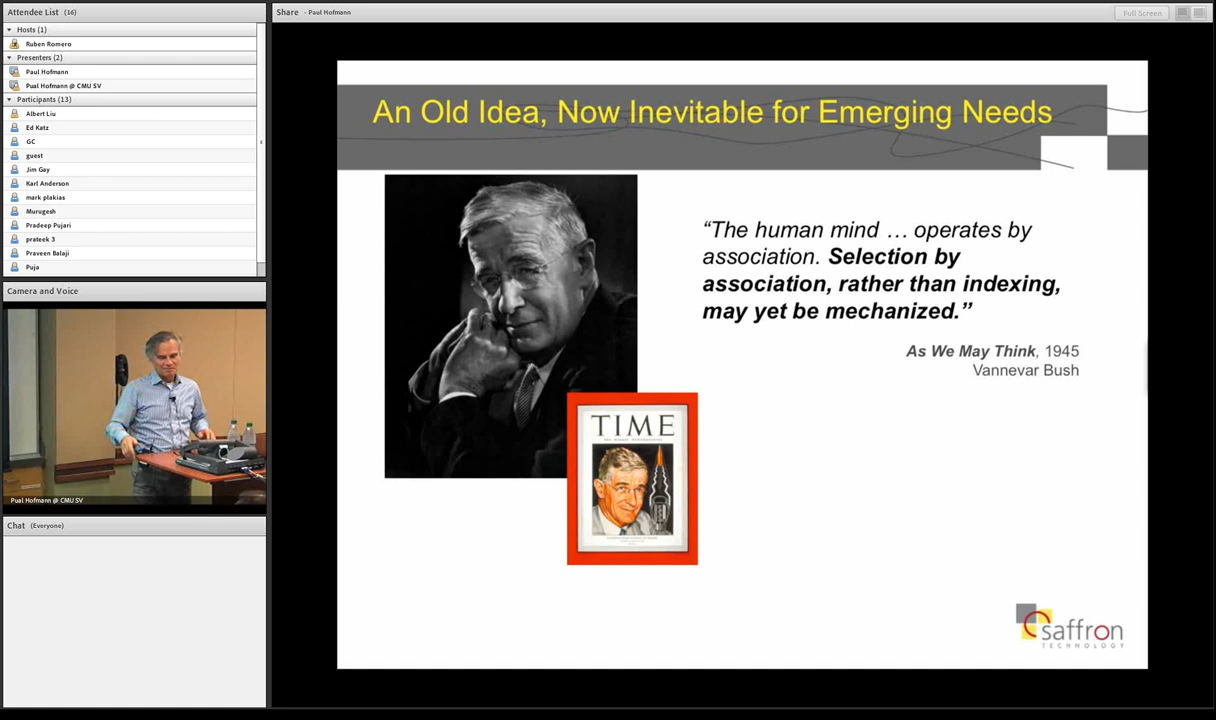 Attendee List (16)
Hosts (1)
Ruben Romero
Presenters (2)
Paul Hofmann
Pual Hofmann @ CMU SV
Participants (13)
Albert Liu
Ed Katz
GC
guest
Jim Gay
Karl Anderson
mark plakias
Murugesh
Pradeep Pujari
prateek 3
Praveen Balaji
Puja
Camera and Voice
Pual Hofmann @ CMU SV
Chat (Everyone)
Share - Paul Hofmann
Full Screen
An Old Idea, Now Inevitable for Emerging Needs
“The human mind … operates by
association. Selection by
association, rather than indexing,
may yet be mechanized.”
As We May Think, 1945
Vannevar Bush
TIME
saffron
TECHNOLOGY